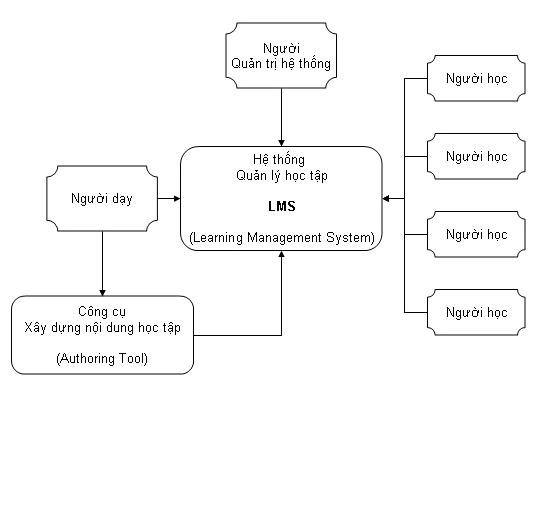 Người
Quản trị hệ thống
Người học
Người học
Người học
Người học
Hệ thống
Quản lý học tập
LMS
(Learning Management System)
Người dạy
Công cụ
Xây dựng nội dung học tập
(Authoring Tool)